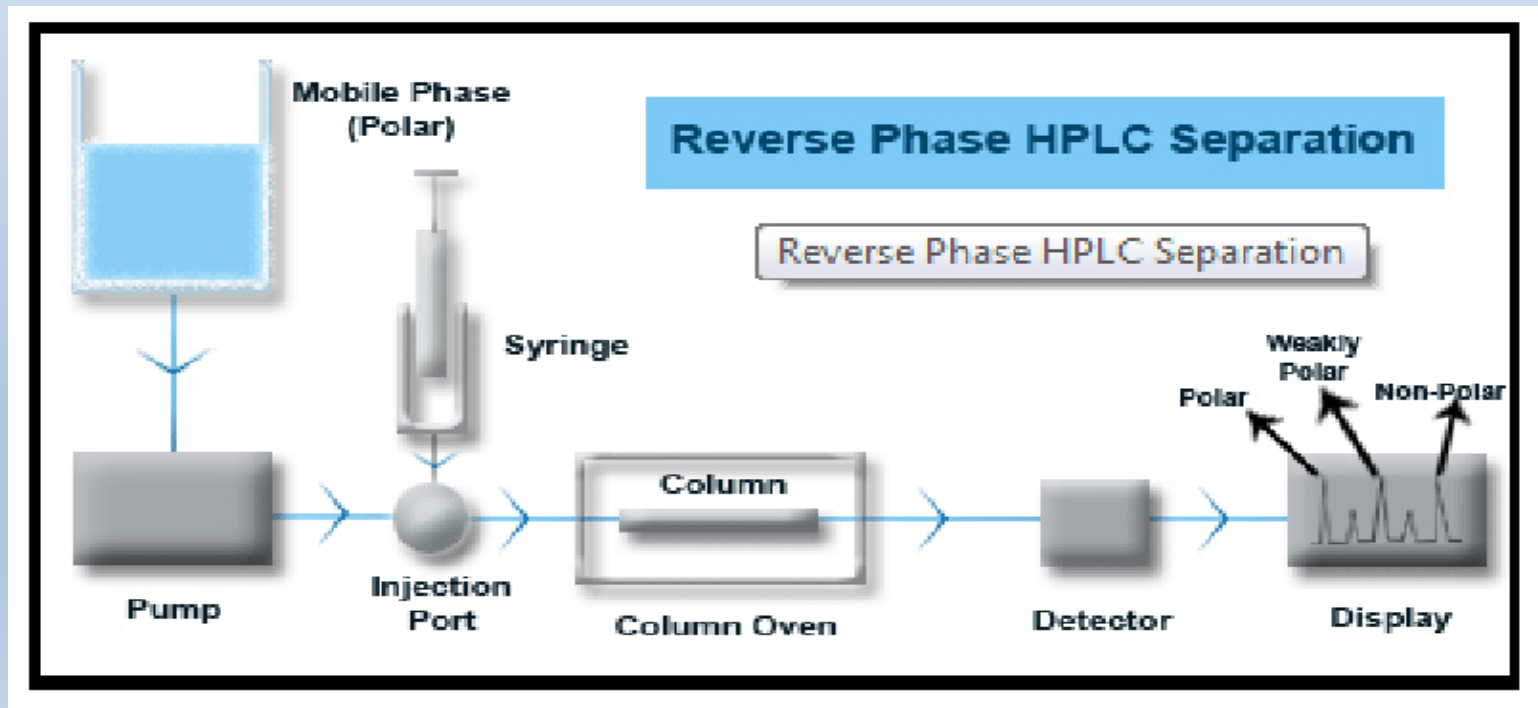 Mobile Phase
(Polar)
Reverse Phase HPLC Separation
Reverse Phase HPLC Separation
Syringe
Weakly
Polar
Polar
Non-Polar
Column
Pump
Injection
Port
Column Oven
Detector
Display